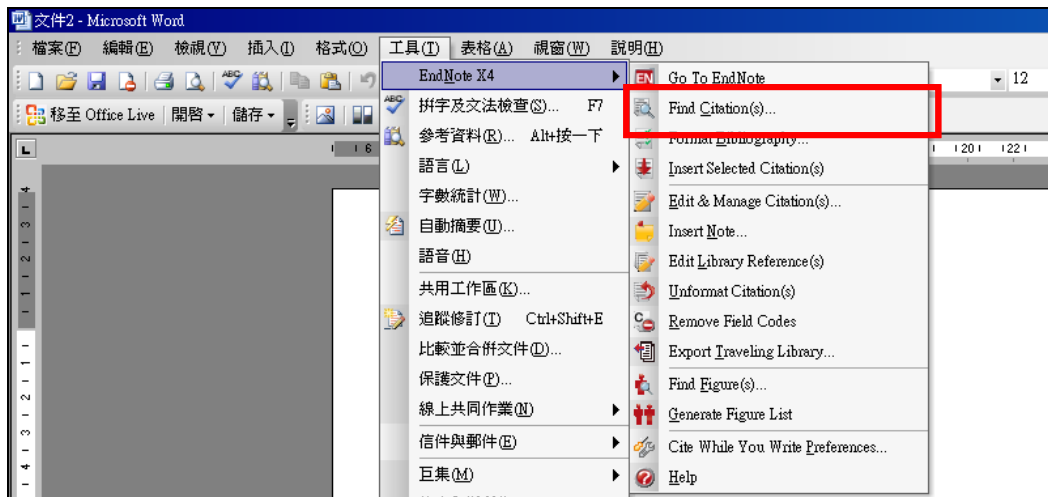 文件2 - Microsoft Word
檔案(F) 編輯(E) 檢視(V) 插入(I) 格式(O) 工具(T) 表格(A) 視窗(W) 說明(H)
12
移至 Office Live 開啓 儲存
EndNote X4
拼字及文法檢查(S)... F7
參考資料(R)... Alt+按一下
語言(L)
字數統計(W)...
自動摘要(U)...
語音(H)
共用工作區(K)...
追蹤修訂(T) Ctrl+Shift+E
比較並合併文件(D)...
保護文件(P)...
線上共同作業(N)
信件與郵件(E)
巨集(M)
Go To EndNote
Find Citation(s)...
Format Bibliography...
Insert Selected Citation(s)
Edit & Manage Citation(s)...
Insert Note...
Edit Library Reference(s)
Unformat Citation(s)
Remove Field Codes
Export Traveling Library...
Find Figure(s)...
Generate Figure List
Cite While You Write Preferences...
Help